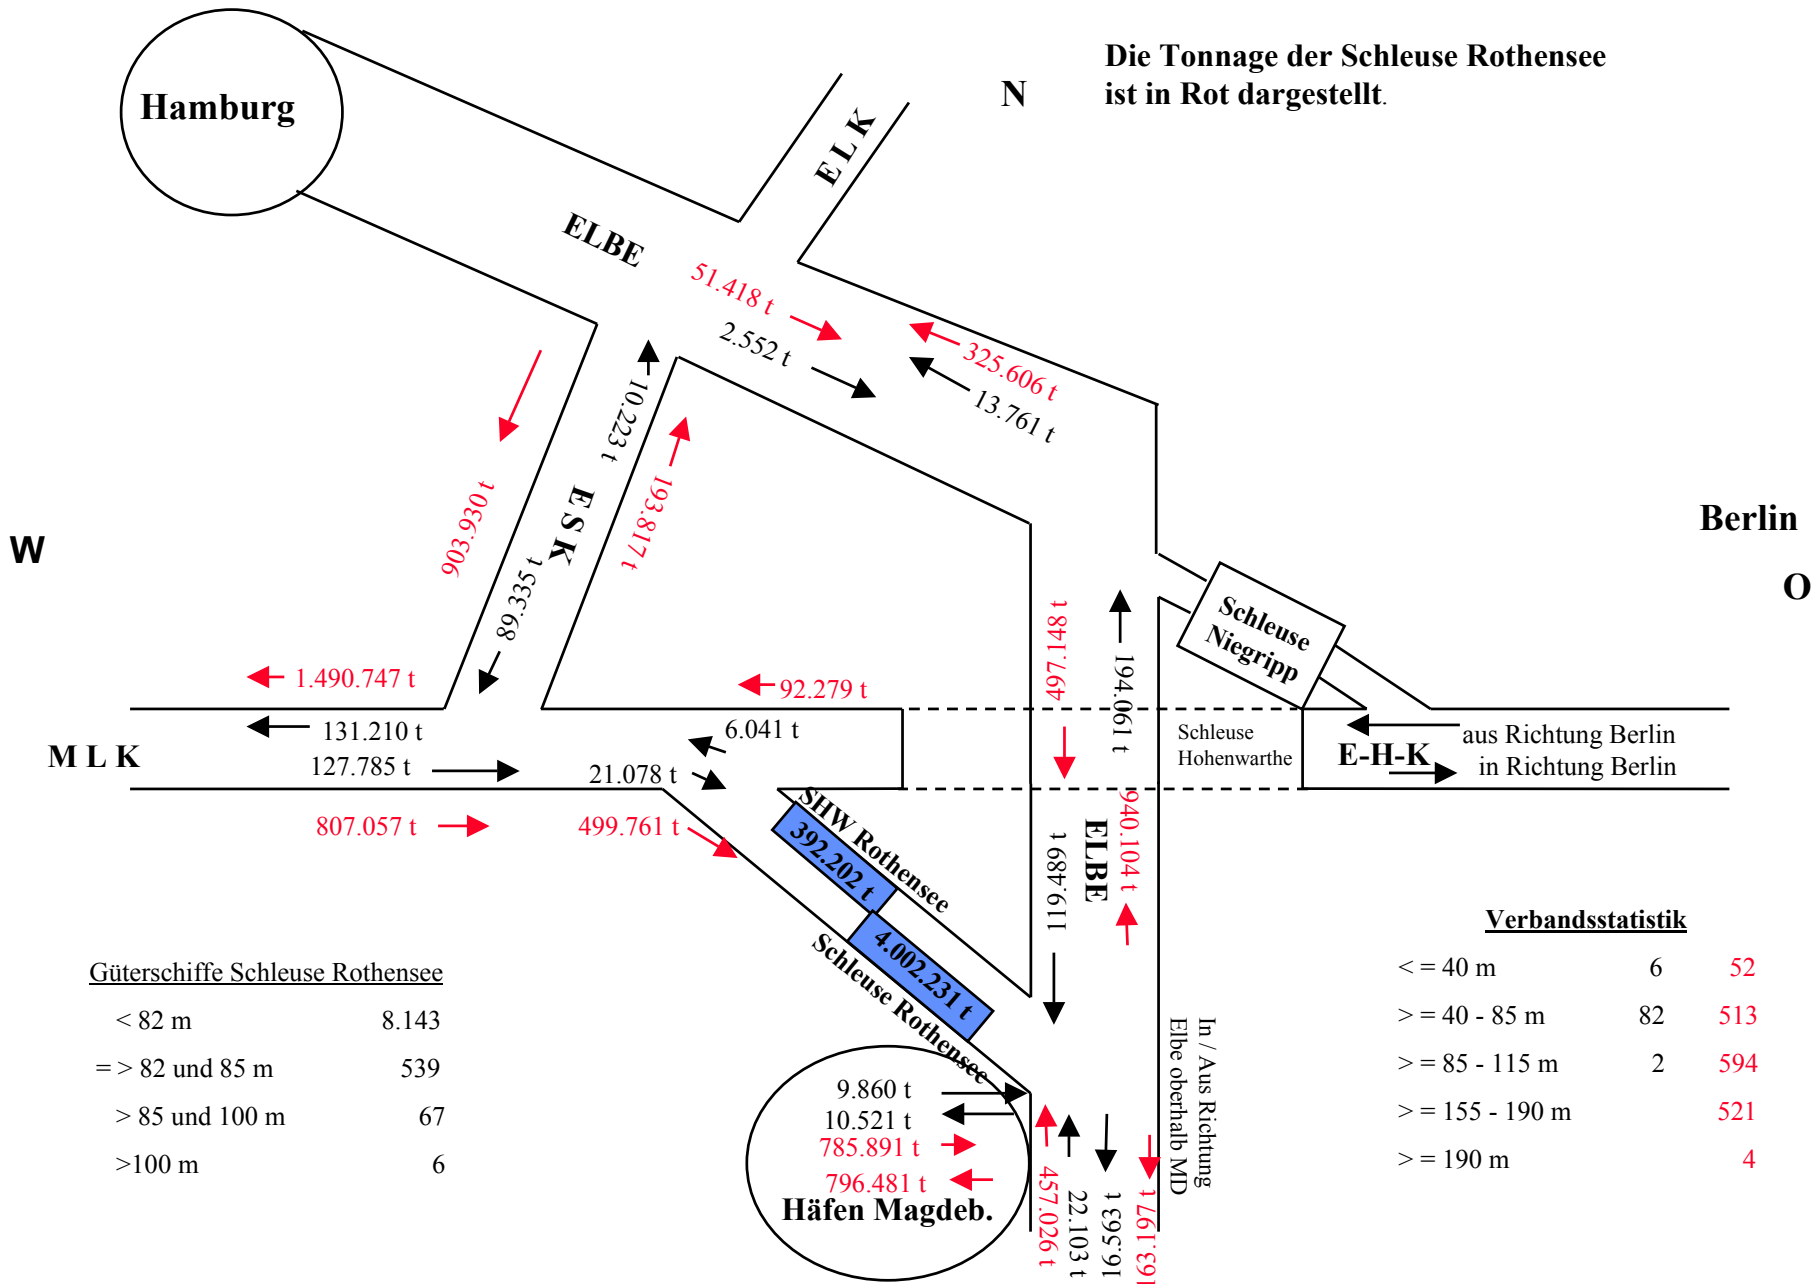 Die Tonnage der Schleuse Rothensee
ist in Rot dargestellt.
N
Hamburg
E L K
ELBE
51.418 t
2.552 t
325.606 t
13.761 t
10.223 t
E S K
193.817 t
903.930 t
89.335 t
W
Berlin
O
Schleuse
Niegripp
497.148 t
194.061 t
1.490.747 t
92.279 t
131.210 t
6.041 t
M L K
127.785 t
21.078 t
Schleuse
Hohenwarthe
E-H-K
aus Richtung Berlin
in Richtung Berlin
807.057 t
499.761 t
SHW Rothensee
392.202 t
4.002.231 t
Schleuse Rothensee
119.489 t
ELBE
940.104 t
Güterschiffe Schleuse Rothensee
< 82 m 8.143
= > 82 und 85 m 539
> 85 und 100 m 67
>100 m 6
Verbandsstatistik
< = 40 m 6 52
> = 40 - 85 m 82 513
> = 85 - 115 m 2 594
> = 155 - 190 m 521
> = 190 m 4
In / Aus Richtung
Elbe oberhalb MD
9.860 t
10.521 t
785.891 t
796.481 t
Häfen Magdeb.
457.026 t
22.103 t
16.563 t
163.197 t